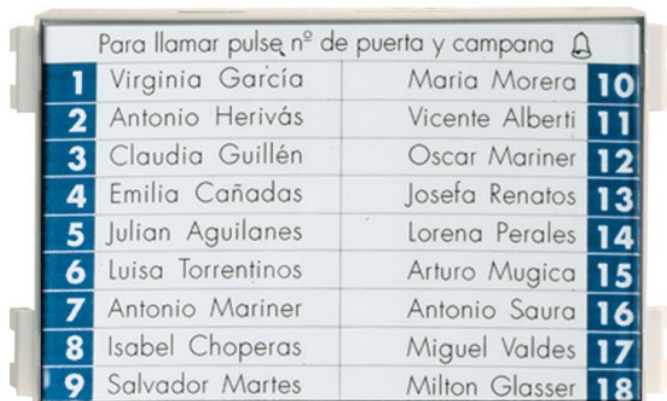 Para llamar pulse nº de puerta y campana
1 Virginia García Maria Morera 10
2 Antonio Herivás Vicente Alberti 11
3 Claudia Guillén Oscar Mariner 12
4 Emilia Cañadas Josefa Renatos 13
5 Julian Aguilanes Lorena Perales 14
6 Luisa Torrentinos Arturo Mugica 15
7 Antonio Mariner Antonio Saura 16
8 Isabel Choperas Miguel Valdes 17
9 Salvador Martes Milton Glasser 18